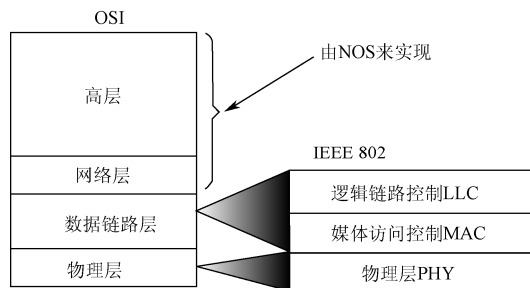 OSI
高层
网络层
数据链路层
物理层
由NOS来实现
IEEE 802
逻辑链路控制LLC
媒体访问控制MAC
物理层PHY